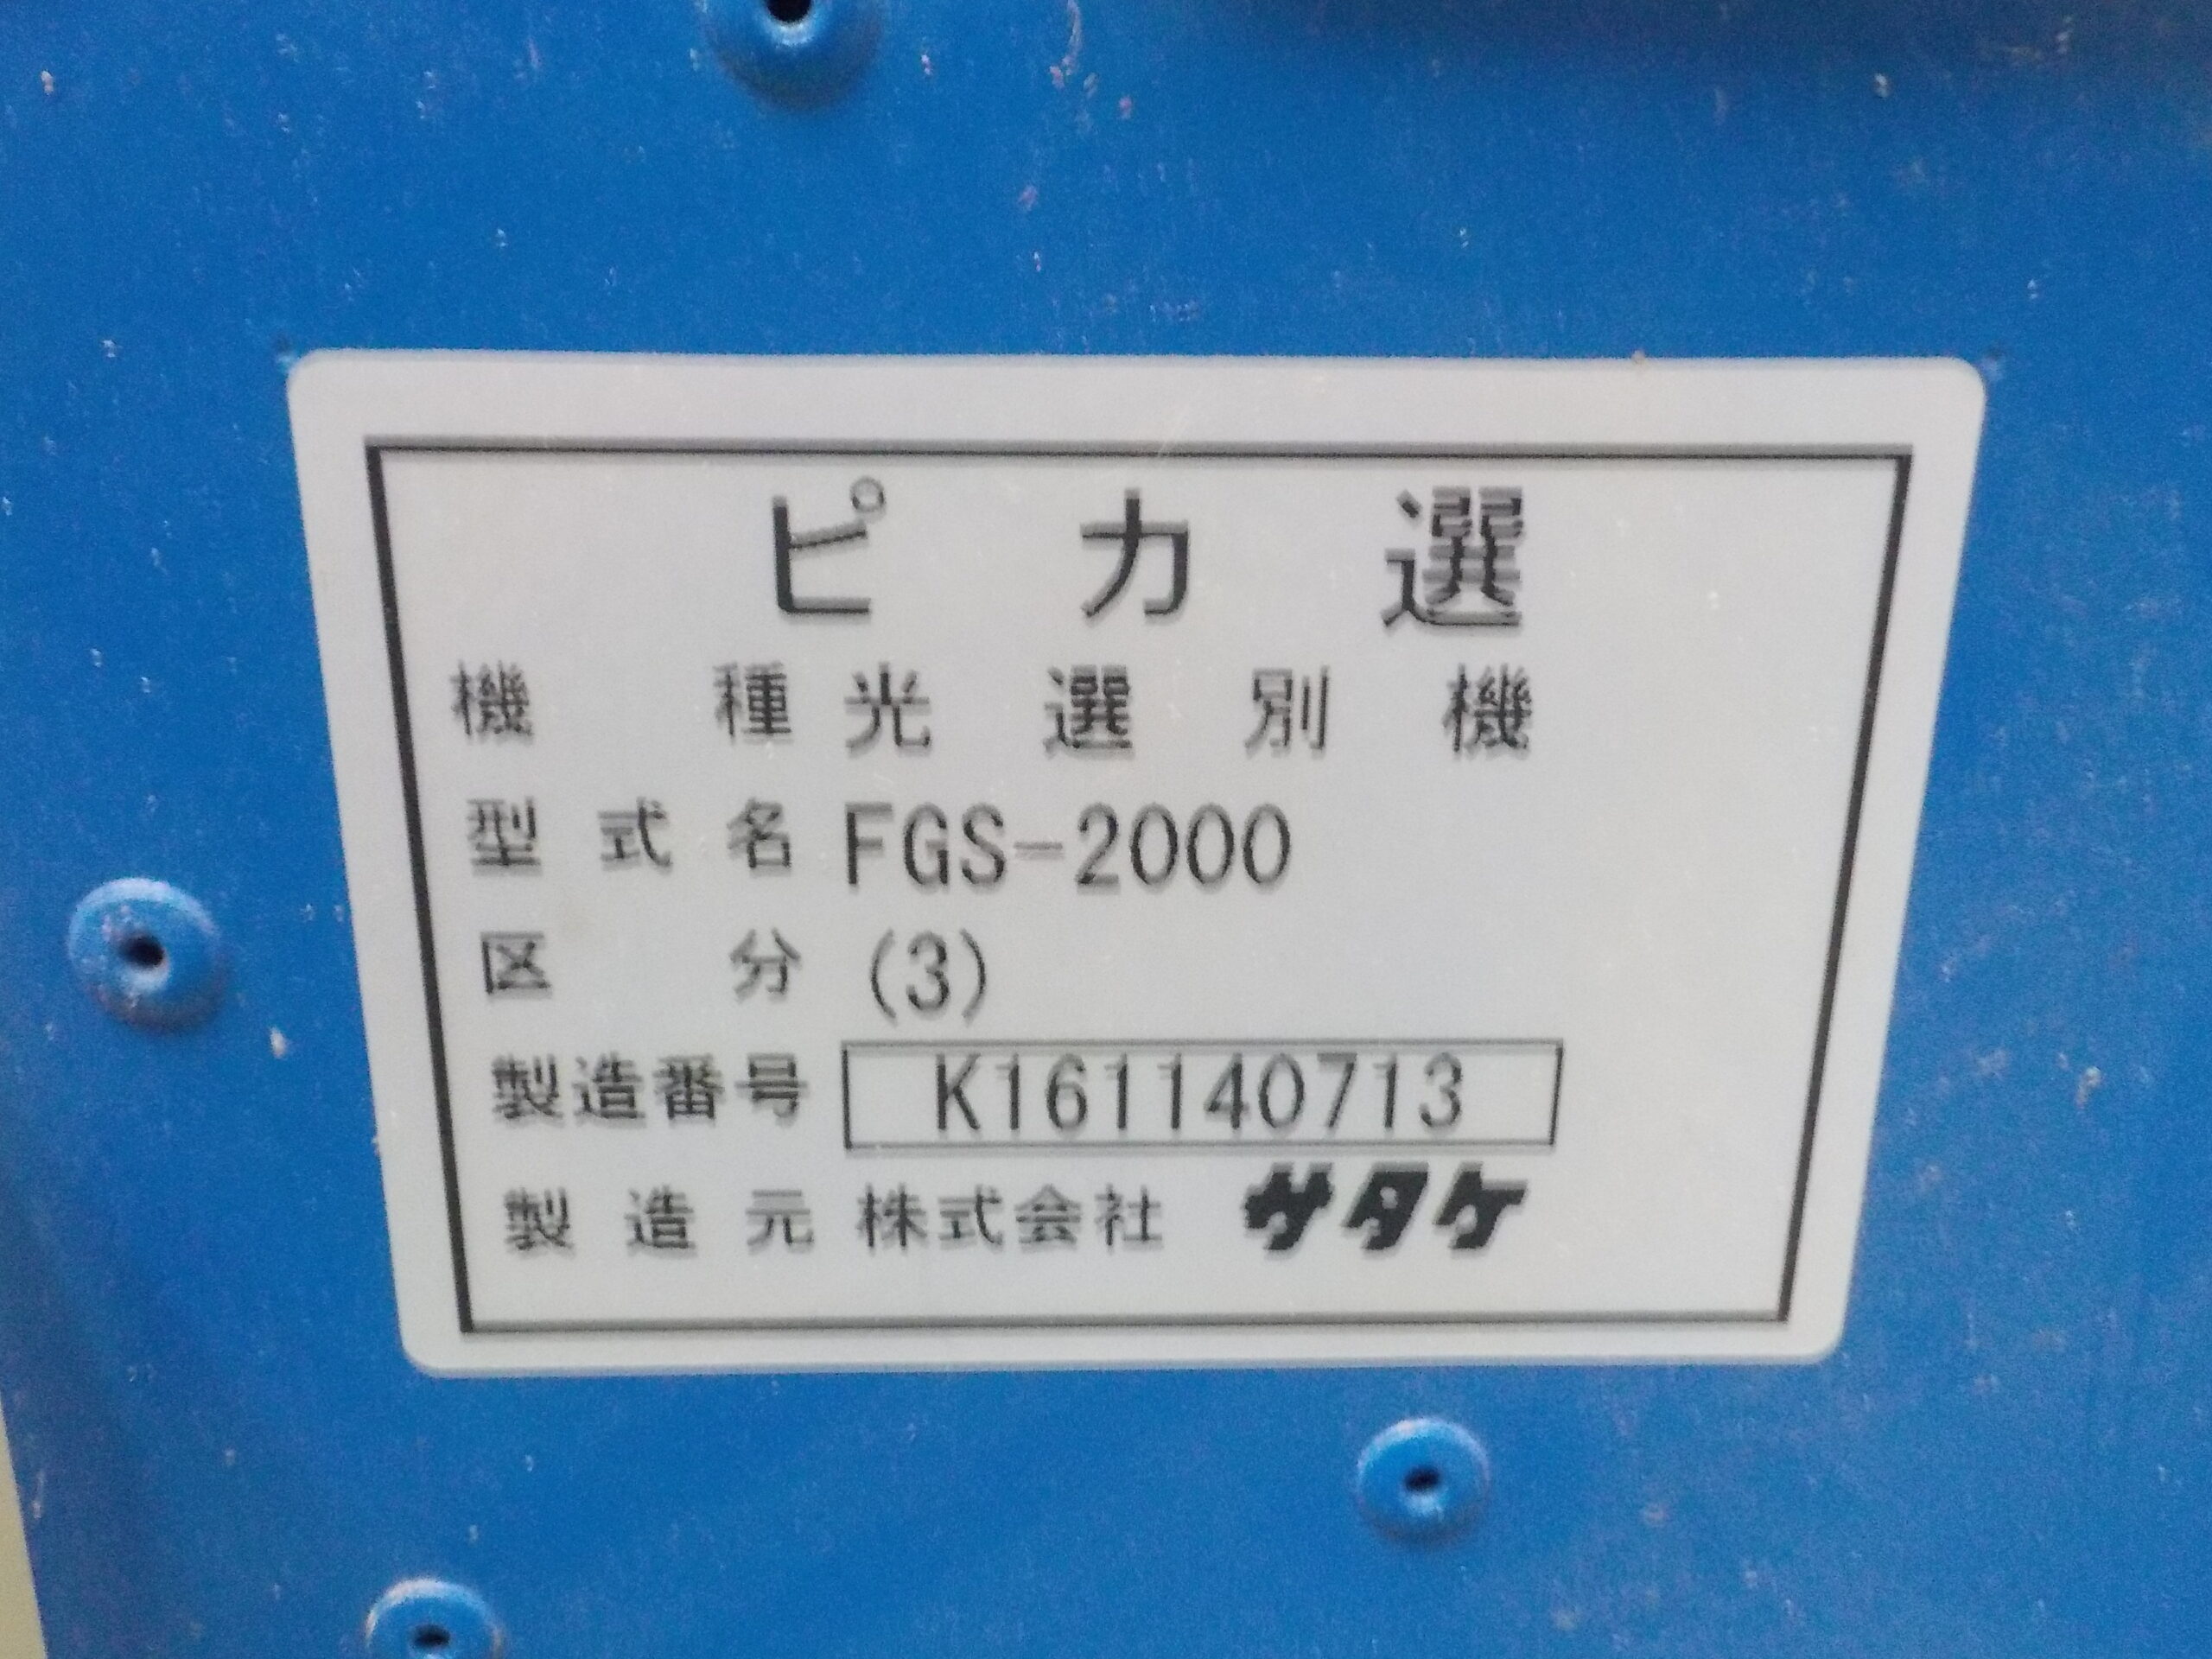 ピカ選
機種 光選別機
型式名 FGS-2000
区分 (3)
製造番号 K161140713
製造元 株式会社 サタケ